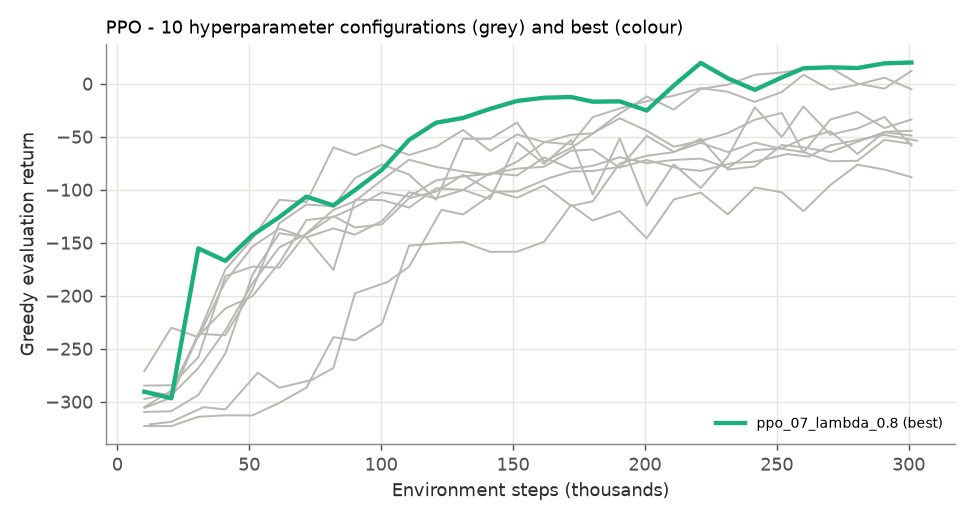 PPO - 10 hyperparameter configurations (grey) and best (colour)
Greedy evaluation return
0
−50
−100
−150
−200
−250
−300
ppo_07_lambda_0.8 (best)
0 50 100 150 200 250 300
Environment steps (thousands)